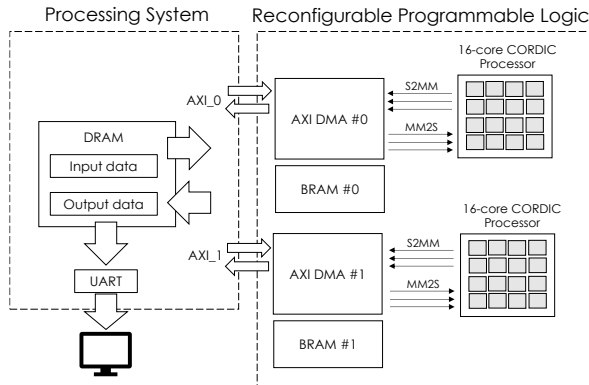 Processing System
Reconfigurable Programmable Logic
16-core CORDIC
Processor
AXI_0
S2MM
AXI DMA #0
MM2S
DRAM
Input data
Output data
BRAM #0
16-core CORDIC
Processor
AXI_1
S2MM
AXI DMA #1
MM2S
UART
BRAM #1